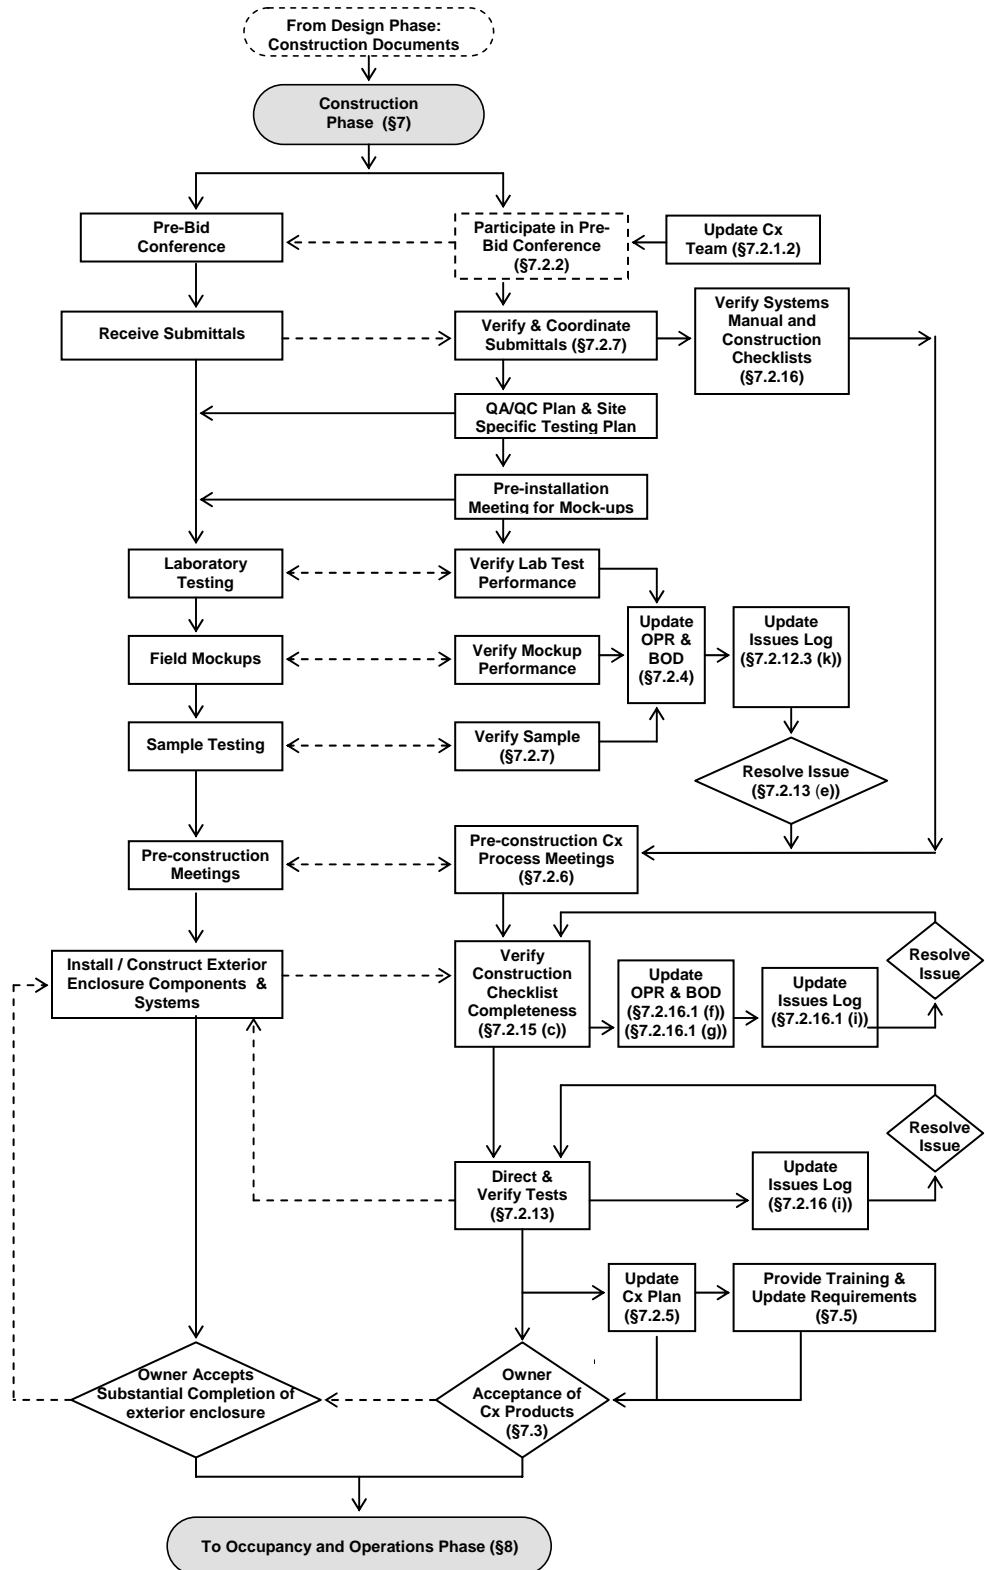 From Design Phase:
Construction Documents
Construction
Phase (§7)
Pre-Bid
Conference
Participate in Pre-
Bid Conference
(§7.2.2)
Update Cx
Team (§7.2.1.2)
Receive Submittals
Verify & Coordinate
Submittals (§7.2.7)
Verify Systems
Manual and
Construction
Checklists
(§7.2.16)
QA/QC Plan & Site
Specific Testing Plan
Pre-installation
Meeting for Mock-ups
Laboratory
Testing
Verify Lab Test
Performance
Update
OPR &
BOD
(§7.2.4)
Update
Issues Log
(§7.2.12.3 (k))
Field Mockups
Verify Mockup
Performance
Sample Testing
Verify Sample
(§7.2.7)
Resolve Issue
(§7.2.13 (e))
Pre-construction
Meetings
Pre-construction Cx
Process Meetings
(§7.2.6)
Install / Construct Exterior
Enclosure Components &
Systems
Verify
Construction
Checklist
Completeness
(§7.2.15 (c))
Update
OPR & BOD
(§7.2.16.1 (f))
(§7.2.16.1 (g))
Update
Issues Log
(§7.2.16.1 (i))
Resolve
Issue
Direct &
Verify Tests
(§7.2.13)
Update
Issues Log
(§7.2.16 (i))
Resolve
Issue
Update
Cx Plan
(§7.2.5)
Provide Training &
Update Requirements
(§7.5)
Owner Accepts
Substantial Completion of
exterior enclosure
Owner
Acceptance of
Cx Products
(§7.3)
To Occupancy and Operations Phase (§8)